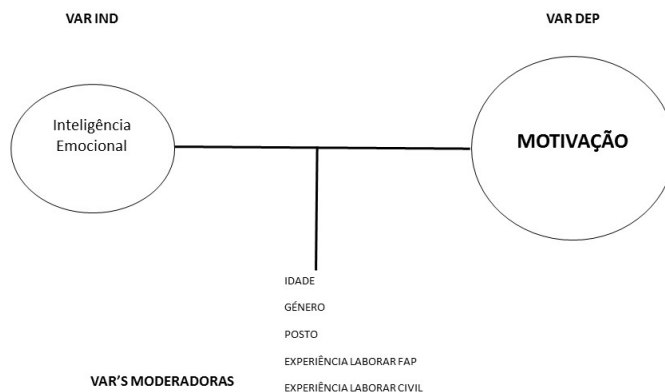 VAR IND
VAR DEP
Inteligência
Emocional
MOTIVAÇÃO
IDADE
GÉNERO
POSTO
EXPERIÊNCIA LABORAR FAP
VAR'S MODERADORAS
EXPERIÊNCIA LABORAR CIVIL